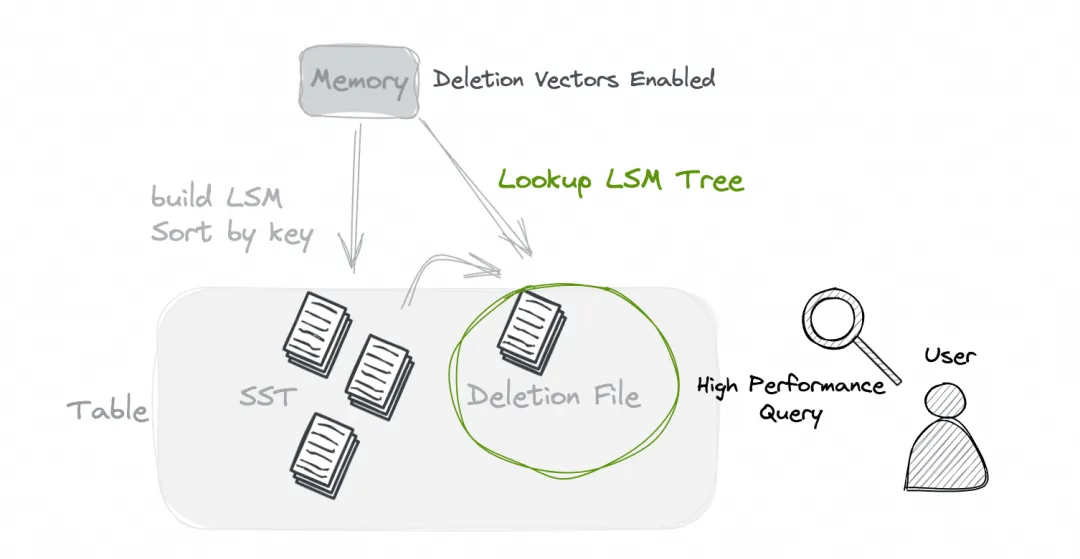 Memory
Deletion Vectors Enabled
Lookup LSM Tree
build LSM
Sort by key
Table
SST
Deletion File
High Performance
Query
User